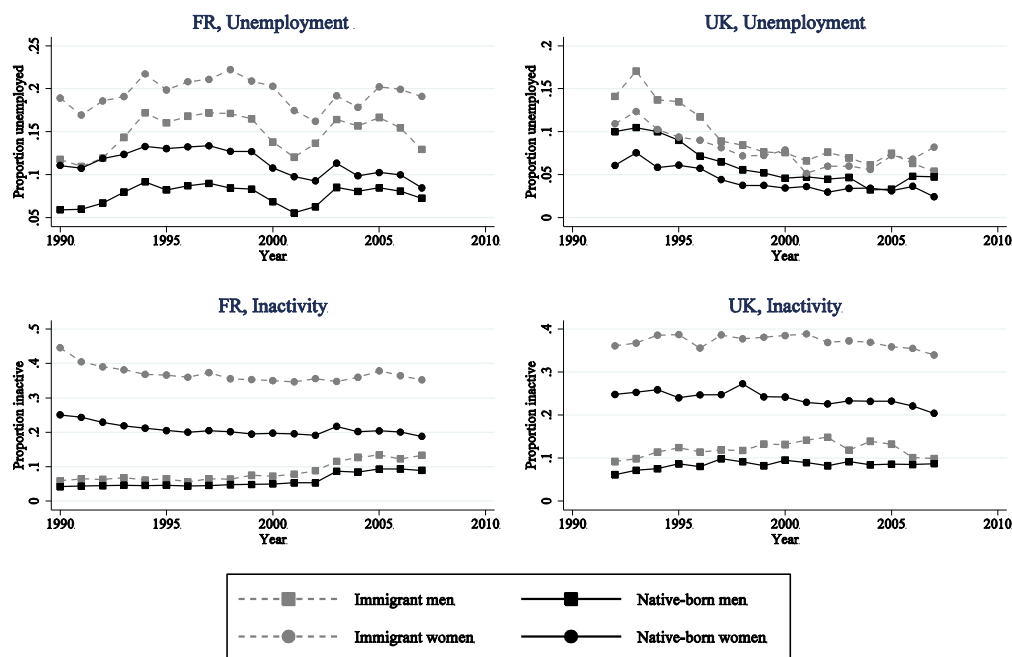 FR, Unemployment
Proportion unemployed
.25
.2
.15
.1
.05
1990 1995 2000 2005 2010
Year
UK, Unemployment
Proportion unemployed
.2
.15
.1
.05
0
1990 1995 2000 2005 2010
Year
FR, Inactivity
Proportion inactive
.5
.4
.3
.2
.1
0
1990 1995 2000 2005 2010
Year
UK, Inactivity
Proportion inactive
.4
.3
.2
.1
0
1990 1995 2000 2005 2010
Year
Immigrant men Native-born men
Immigrant women Native-born women